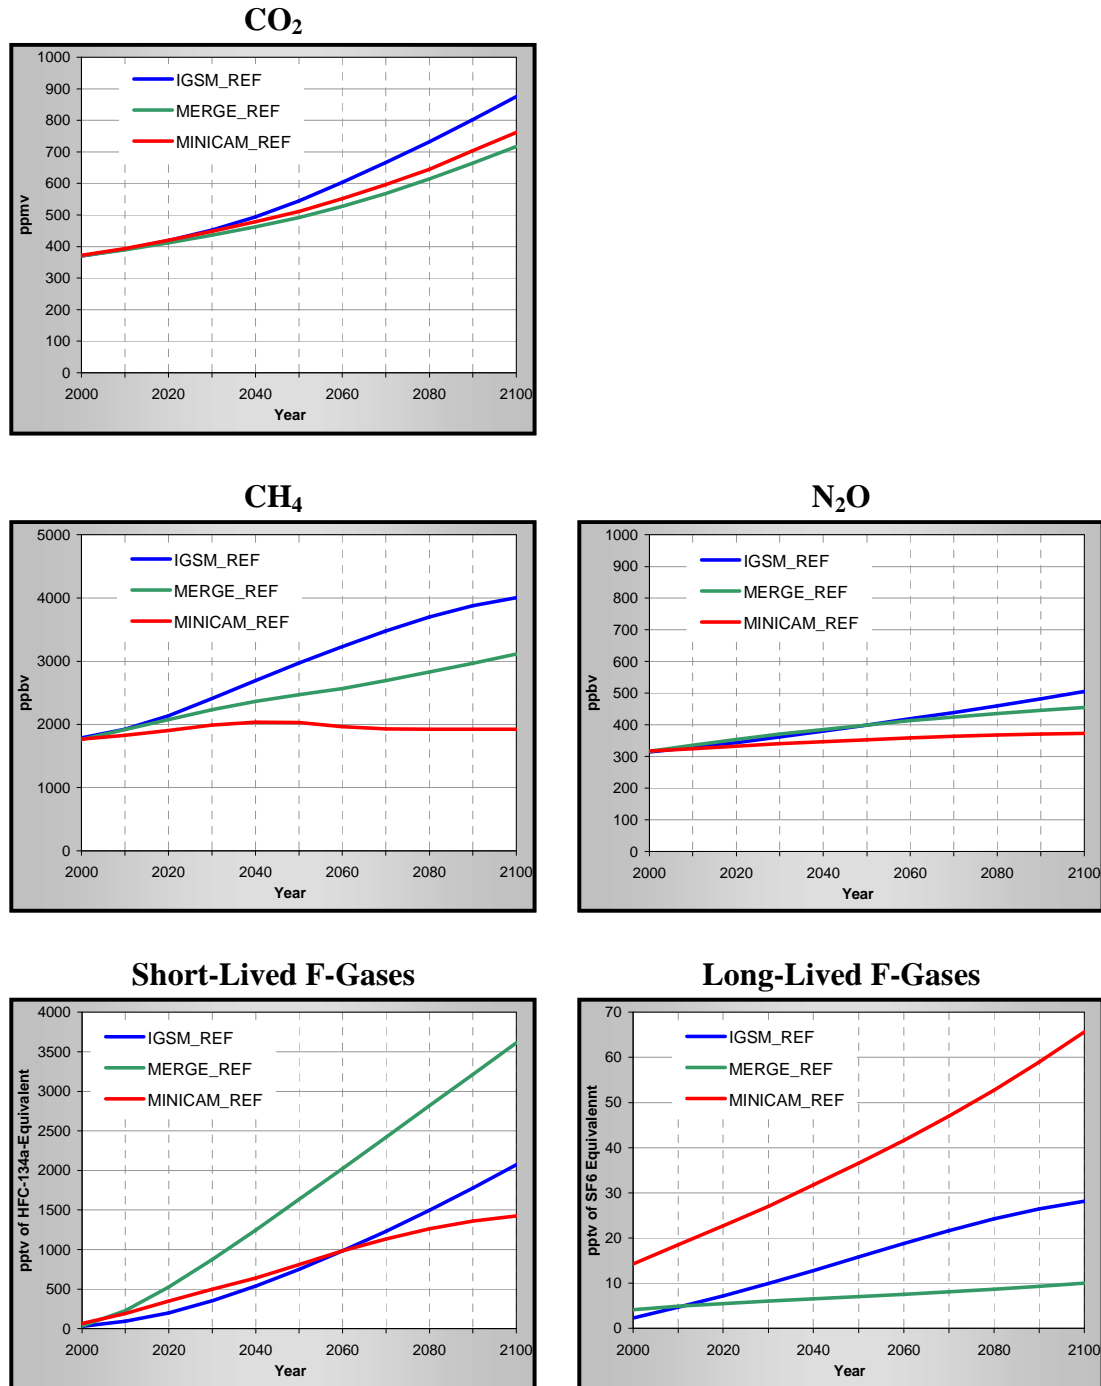 CO₂
1000
900
800
700
600
500
400
300
200
100
0
ppmv
IGSM_REF
MERGE_REF
MINICAM_REF
2000 2020 2040 2060 2080 2100
Year
CH₄
5000
4000
3000
2000
1000
0
ppbv
IGSM_REF
MERGE_REF
MINICAM_REF
2000 2020 2040 2060 2080 2100
Year
N₂O
1000
900
800
700
600
500
400
300
200
100
0
ppbv
IGSM_REF
MERGE_REF
MINICAM_REF
2000 2020 2040 2060 2080 2100
Year
Short-Lived F-Gases
4000
3500
3000
2500
2000
1500
1000
500
0
pptv of HFC-134a-Equivalent
IGSM_REF
MERGE_REF
MINICAM_REF
2000 2020 2040 2060 2080 2100
Year
Long-Lived F-Gases
70
60
50
40
30
20
10
0
pptv of SF6 Equivalennt
IGSM_REF
MERGE_REF
MINICAM_REF
2000 2020 2040 2060 2080 2100
Year